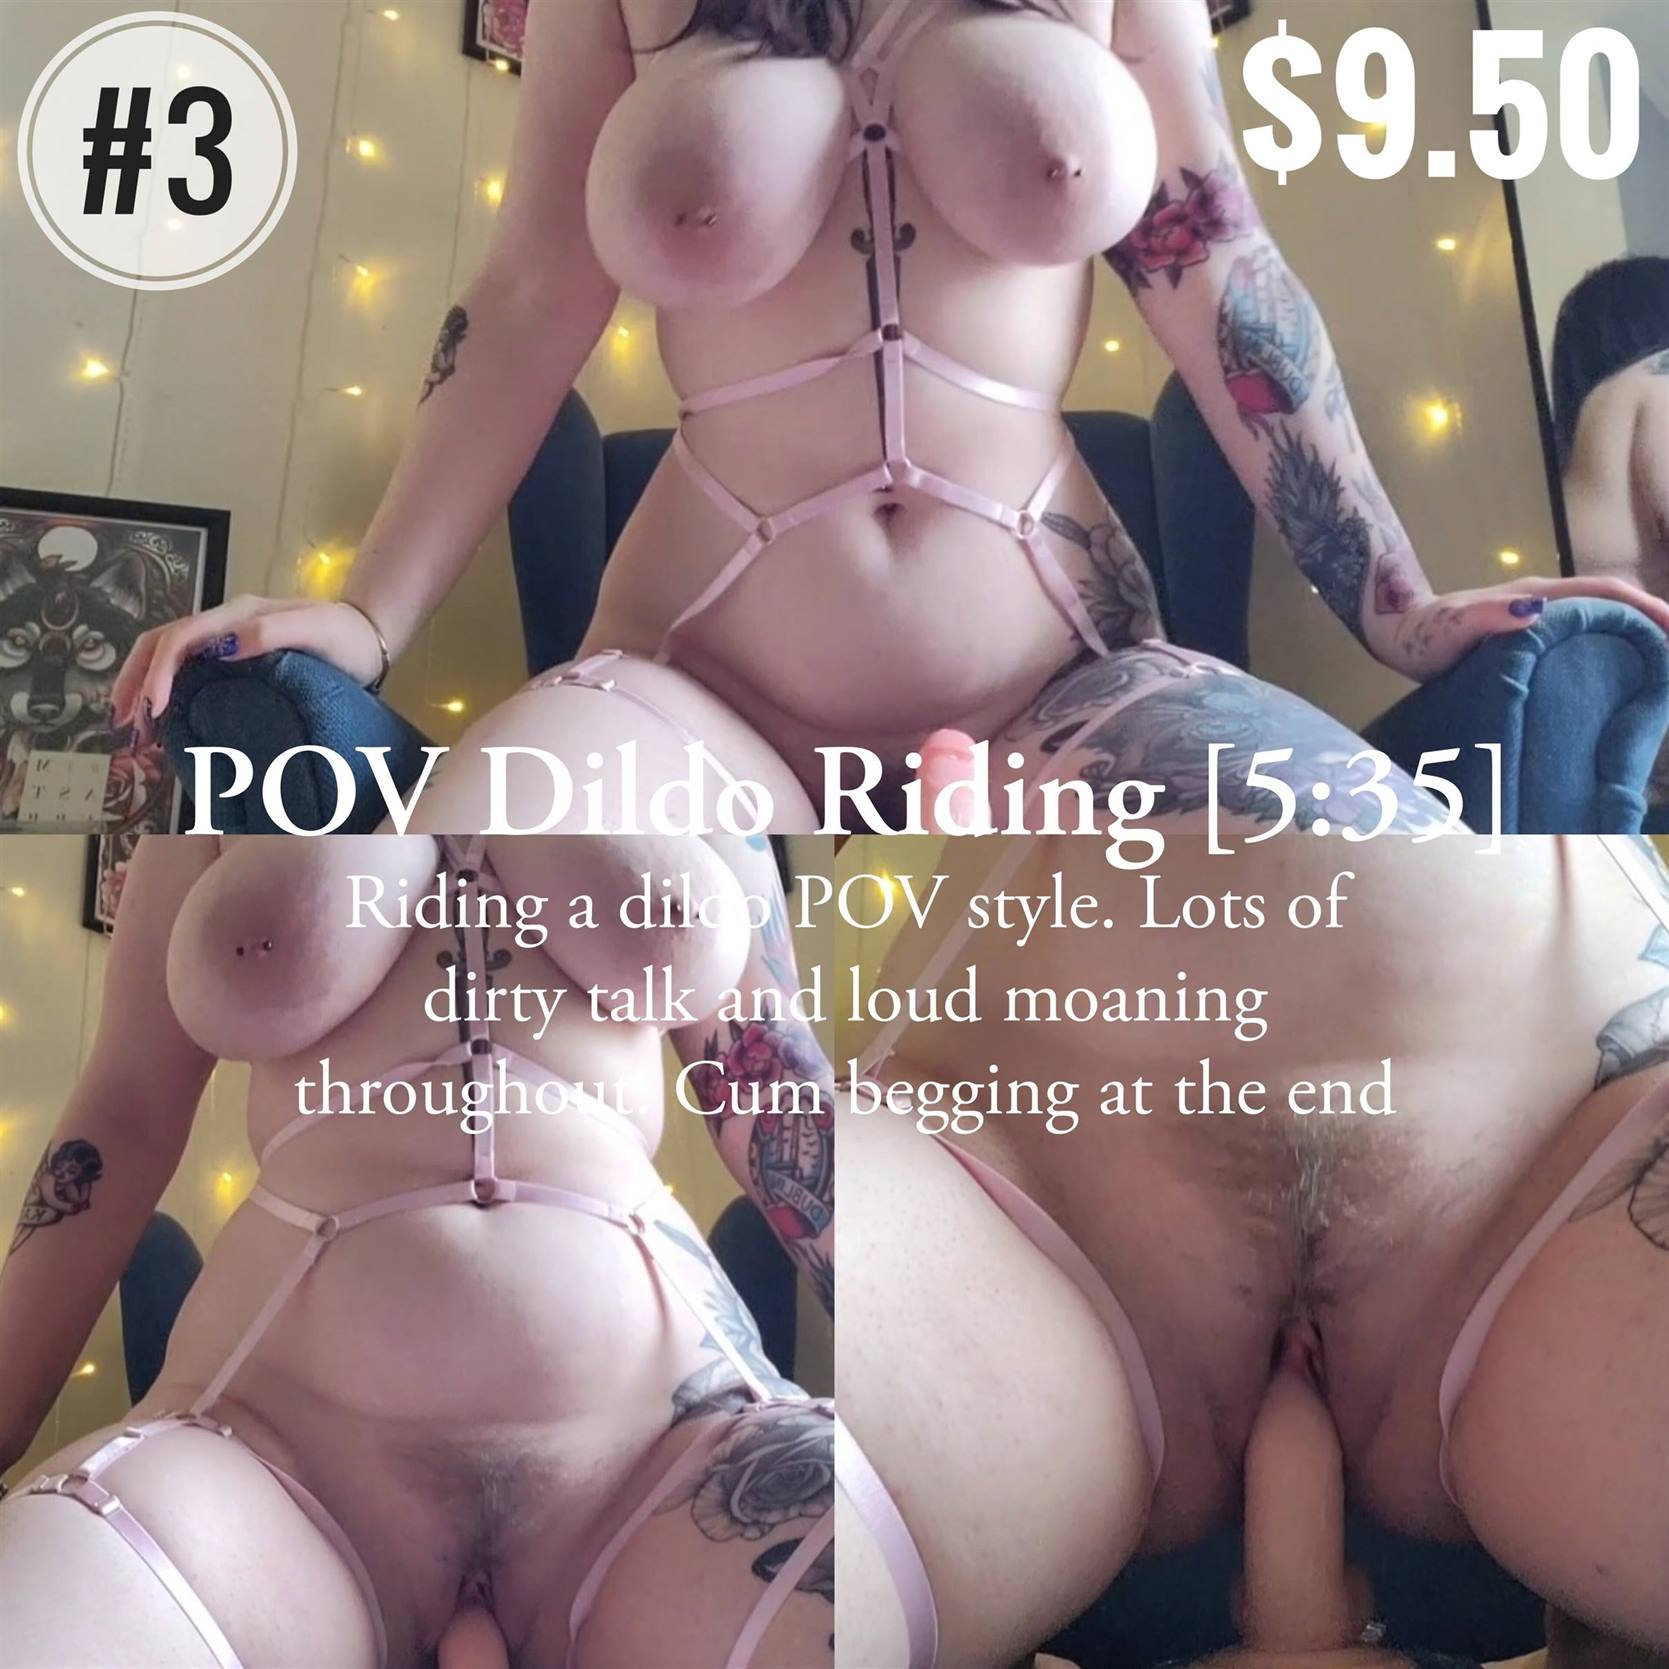 #3
$9.50
POV Dildo Riding [5:35]
Riding a dildo POV style. Lots of
dirty talk and loud moaning
throughout. Cum begging at the end